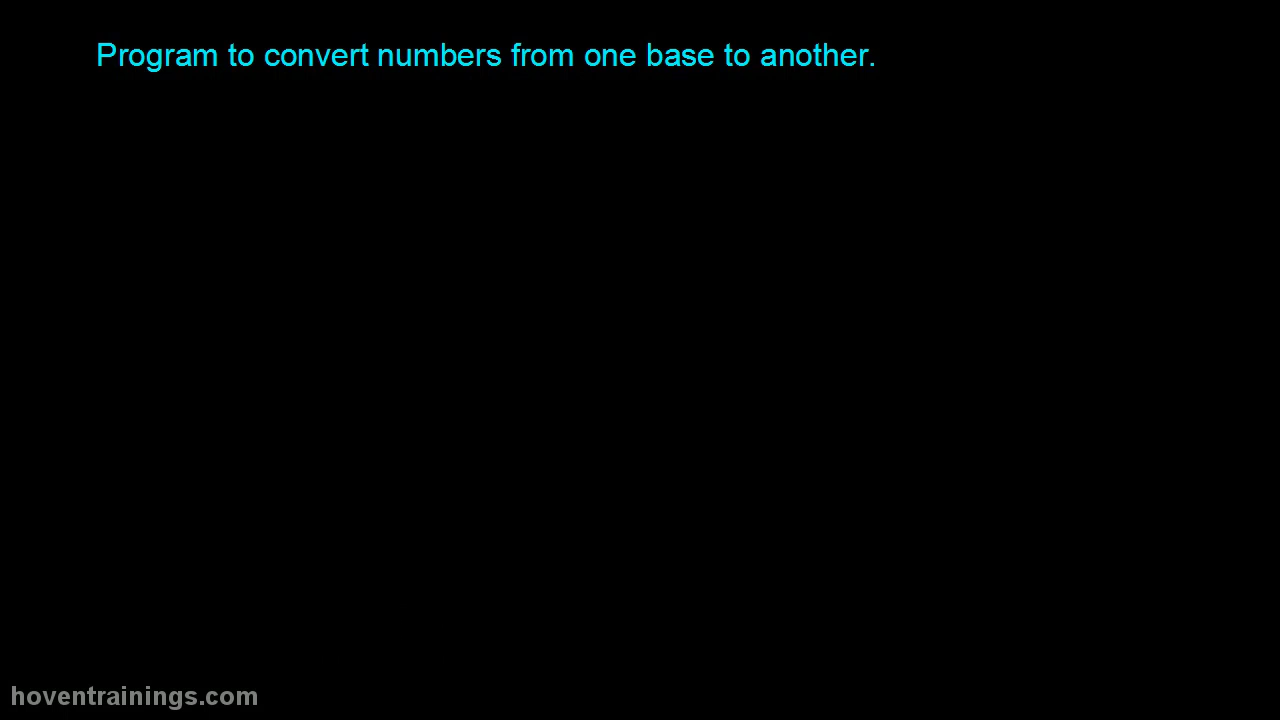 Program to convert numbers from one base to another.
hoventrainings.com